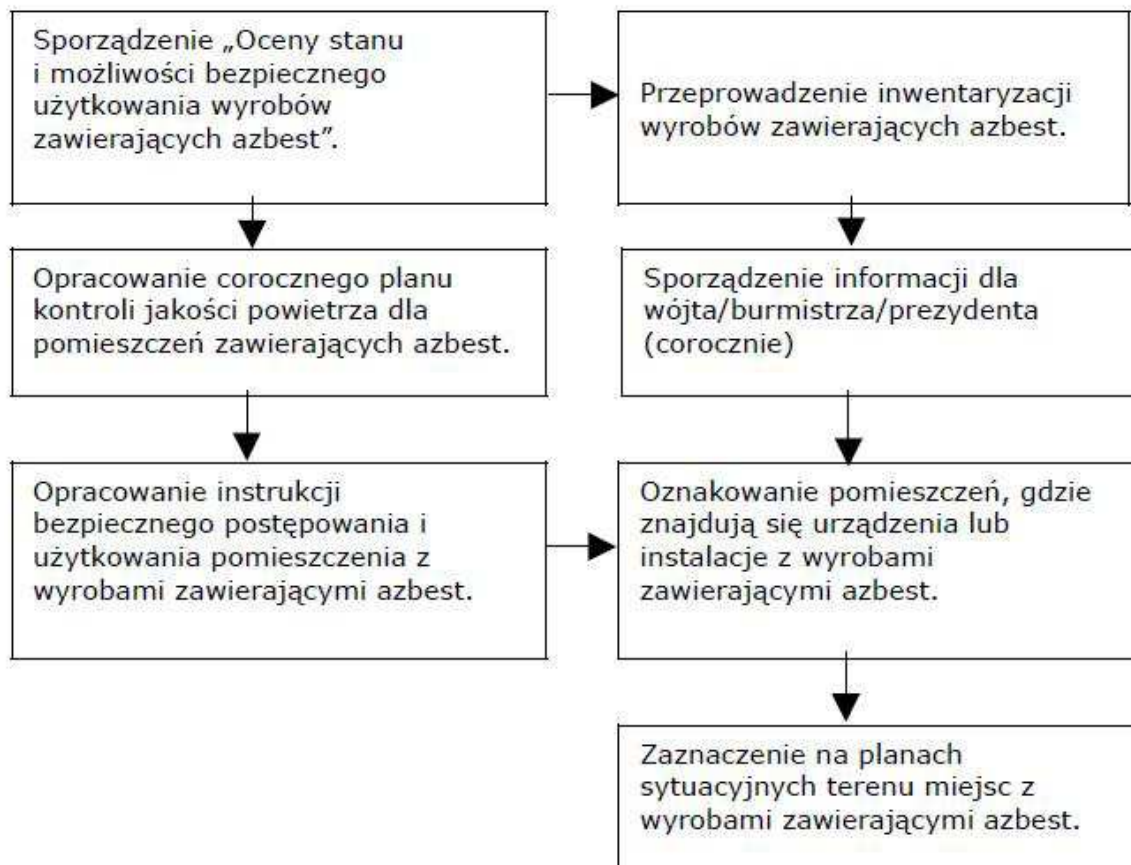 Sporządzenie „Oceny stanu
i możliwości bezpiecznego
użytkowania wyrobów
zawierających azbest”.
Przeprowadzenie inwentaryzacji
wyrobów zawierających azbest.
Opracowanie corocznego planu
kontroli jakości powietrza dla
pomieszczeń zawierających azbest.
Sporządzenie informacji dla
wójta/burmistrza/prezydenta
(corocznie)
Opracowanie instrukcji
bezpiecznego postępowania i
użytkowania pomieszczenia z
wyrobami zawierającymi azbest.
Oznakowanie pomieszczeń, gdzie
znajdują się urządzenia lub
instalacje z wyrobami
zawierającymi azbest.
Zaznaczenie na planach
sytuacyjnych terenu miejsc z
wyrobami zawierającymi azbest.